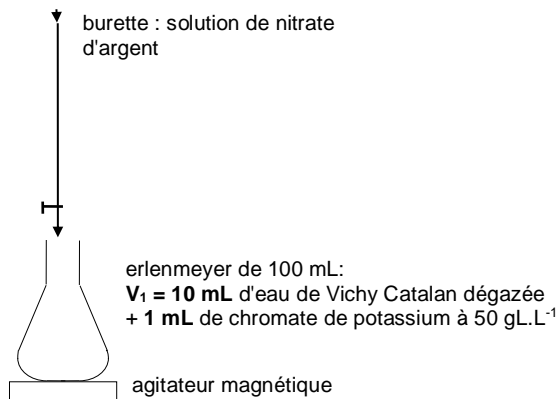 burette : solution de nitrate
d'argent
erlenmeyer de 100 mL:
V₁ = 10 mL d'eau de Vichy Catalan dégazée
+ 1 mL de chromate de potassium à 50 gL.L⁻¹
agitateur magnétique